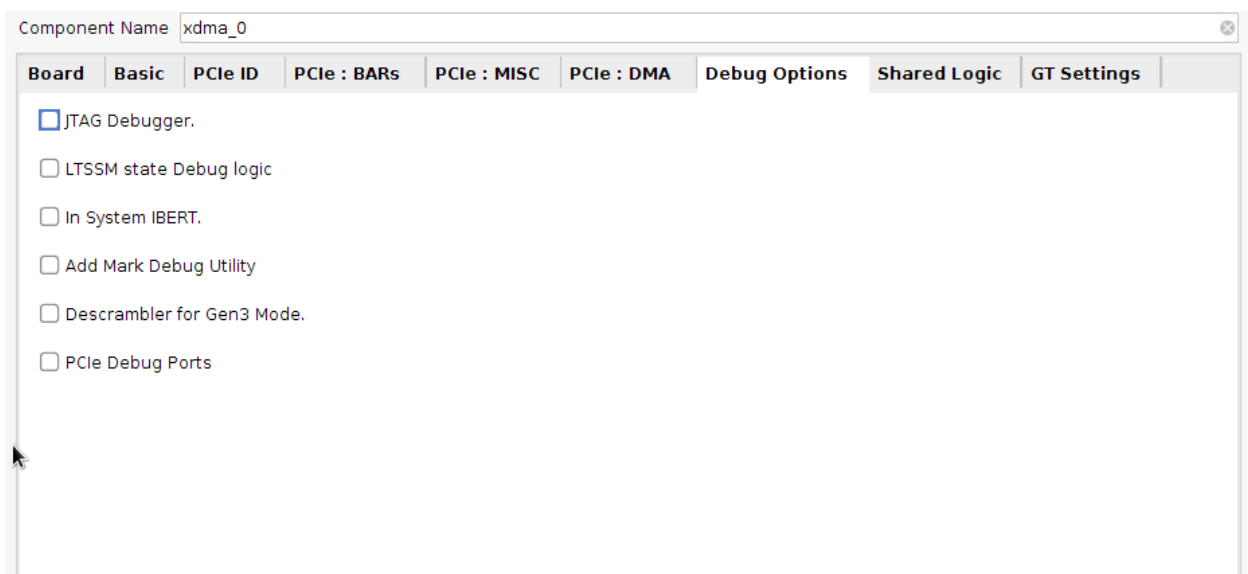 Component Name xdma_0
Board Basic PCIe ID PCIe : BARs PCIe : MISC PCIe : DMA Debug Options Shared Logic GT Settings
JTAG Debugger.
LTSSM state Debug logic
In System IBERT.
Add Mark Debug Utility
Descrambler for Gen3 Mode.
PCIe Debug Ports